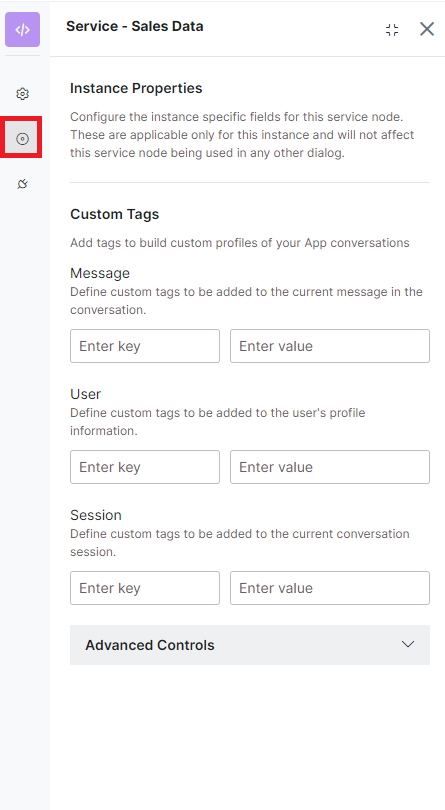 Service - Sales Data
Instance Properties
Configure the instance specific fields for this service node.
These are applicable only for this instance and will not affect
this service node being used in any other dialog.
Custom Tags
Add tags to build custom profiles of your App conversations
Message
Define custom tags to be added to the current message in the
conversation.
Enter key
Enter value
User
Define custom tags to be added to the user's profile
information.
Enter key
Enter value
Session
Define custom tags to be added to the current conversation
session.
Enter key
Enter value
Advanced Controls